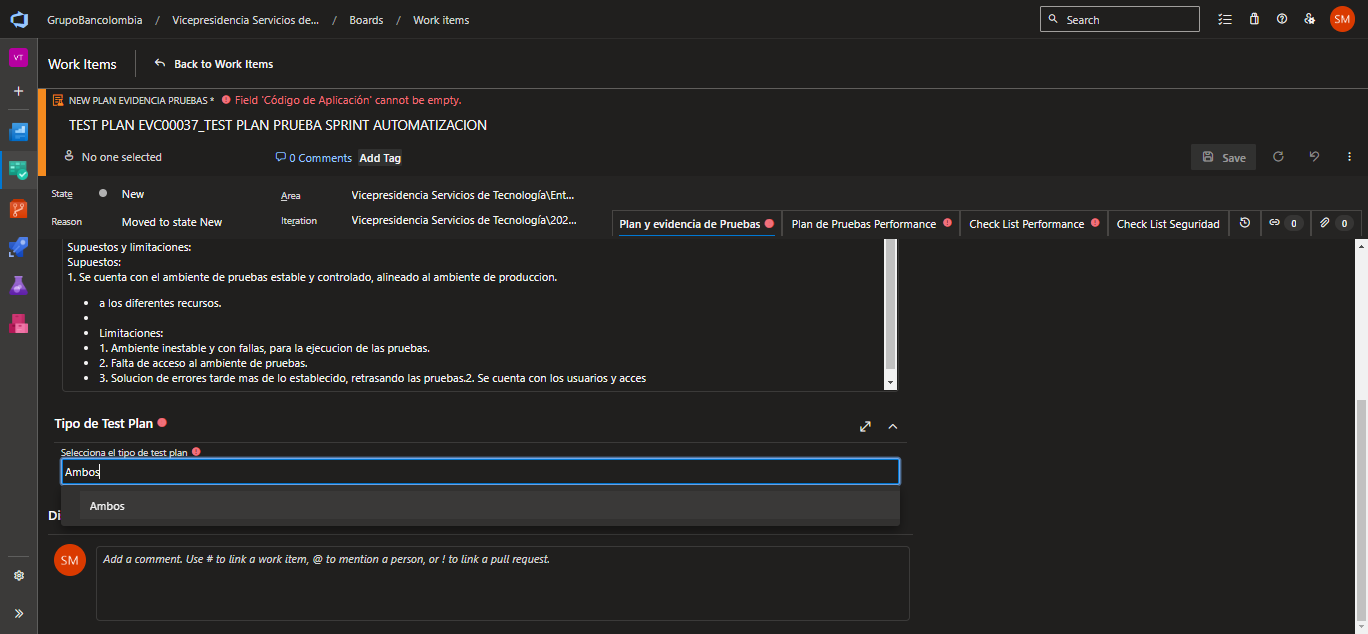 GrupoBancolombia / Vicepresidencia Servicios de... / Boards / Work items
Search
SM
VT
Work Items
Back to Work Items
NEW PLAN EVIDENCIA PRUEBAS * Field 'Código de Aplicación' cannot be empty.
TEST PLAN EVC00037_TEST PLAN PRUEBA SPRINT AUTOMATIZACION
No one selected
0 Comments
Add Tag
Save
State
New
Area
Vicepresidencia Servicios de Tecnología\Ent...
Reason
Moved to state New
Iteration
Vicepresidencia Servicios de Tecnología\202...
Plan y evidencia de Pruebas
Plan de Pruebas Performance
Check List Performance
Check List Seguridad
0
0
Supuestos y limitaciones:
Supuestos:
1. Se cuenta con el ambiente de pruebas estable y controlado, alineado al ambiente de produccion.
• a los diferentes recursos.
•
• Limitaciones:
• 1. Ambiente inestable y con fallas, para la ejecucion de las pruebas.
• 2. Falta de acceso al ambiente de pruebas.
• 3. Solucion de errores tarde mas de lo establecido, retrasando las pruebas.2. Se cuenta con los usuarios y acces
Tipo de Test Plan
Selecciona el tipo de test plan
Ambos
Ambos
Di
SM
Add a comment. Use # to link a work item, @ to mention a person, or ! to link a pull request.